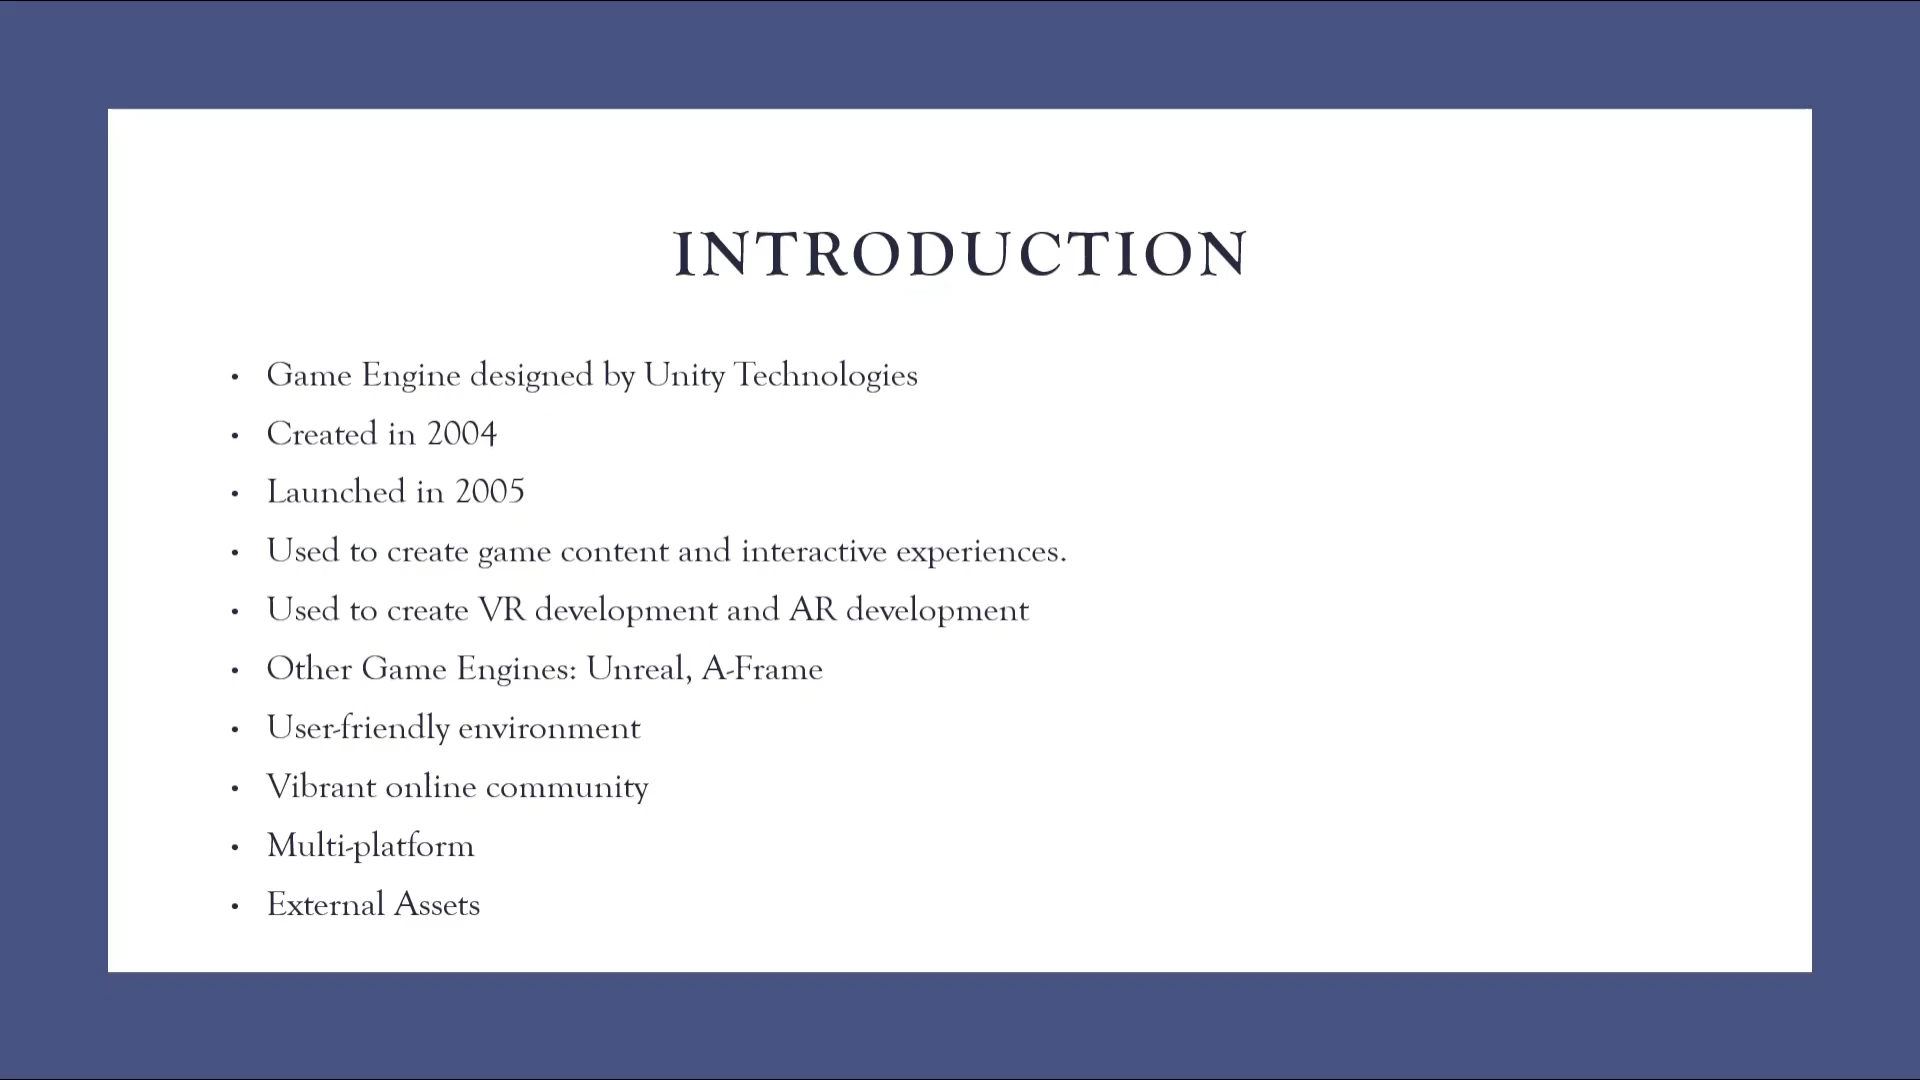 INTRODUCTION
• Game Engine designed by Unity Technologies
• Created in 2004
• Launched in 2005
• Used to create game content and interactive experiences.
• Used to create VR development and AR development
• Other Game Engines: Unreal, A-Frame
• User-friendly environment
• Vibrant online community
• Multi-platform
• External Assets